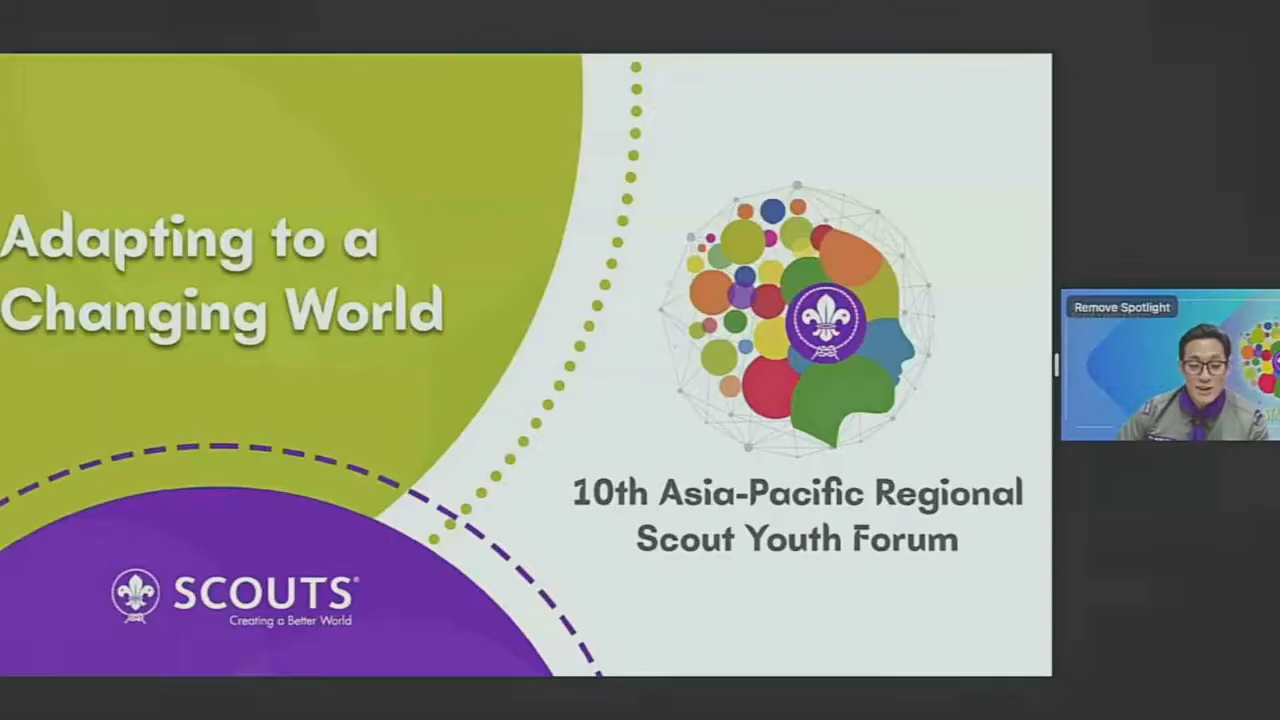 Adapting to a
Changing World
SCOUTS®
Creating a Better World
10th Asia-Pacific Regional
Scout Youth Forum
Remove Spotlight